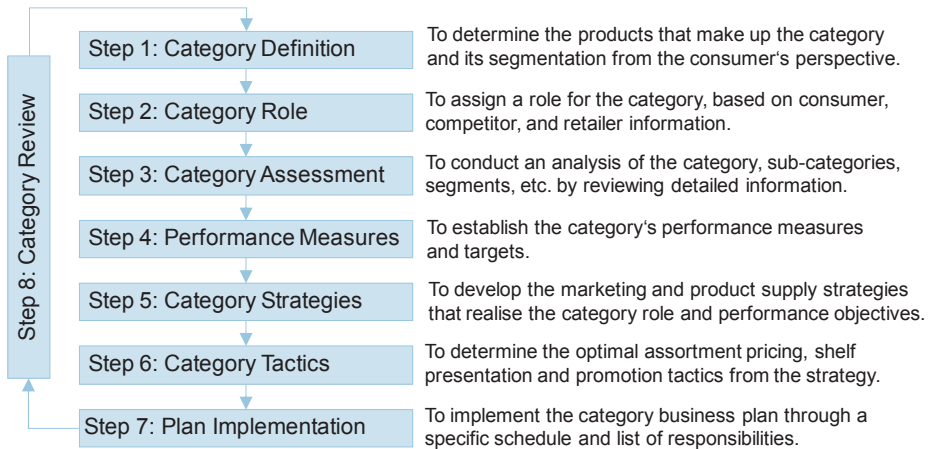 Step 8: Category Review
Step 1: Category Definition
To determine the products that make up the category
and its segmentation from the consumer‘s perspective.
Step 2: Category Role
To assign a role for the category, based on consumer,
competitor, and retailer information.
Step 3: Category Assessment
To conduct an analysis of the category, sub-categories,
segments, etc. by reviewing detailed information.
Step 4: Performance Measures
To establish the category‘s performance measures
and targets.
Step 5: Category Strategies
To develop the marketing and product supply strategies
that realise the category role and performance objectives.
Step 6: Category Tactics
To determine the optimal assortment pricing, shelf
presentation and promotion tactics from the strategy.
Step 7: Plan Implementation
To implement the category business plan through a
specific schedule and list of responsibilities.